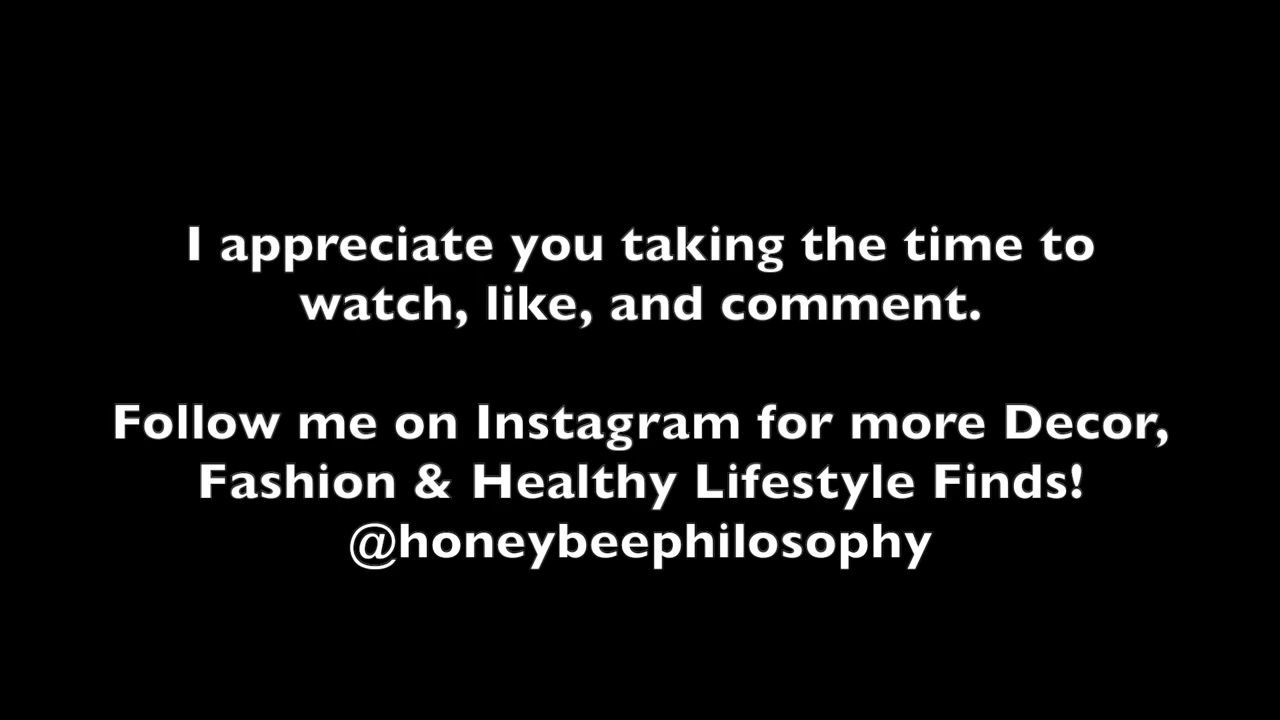 I appreciate you taking the time to
watch, like, and comment.
Follow me on Instagram for more Decor,
Fashion & Healthy Lifestyle Finds!
@honeybeephilosophy